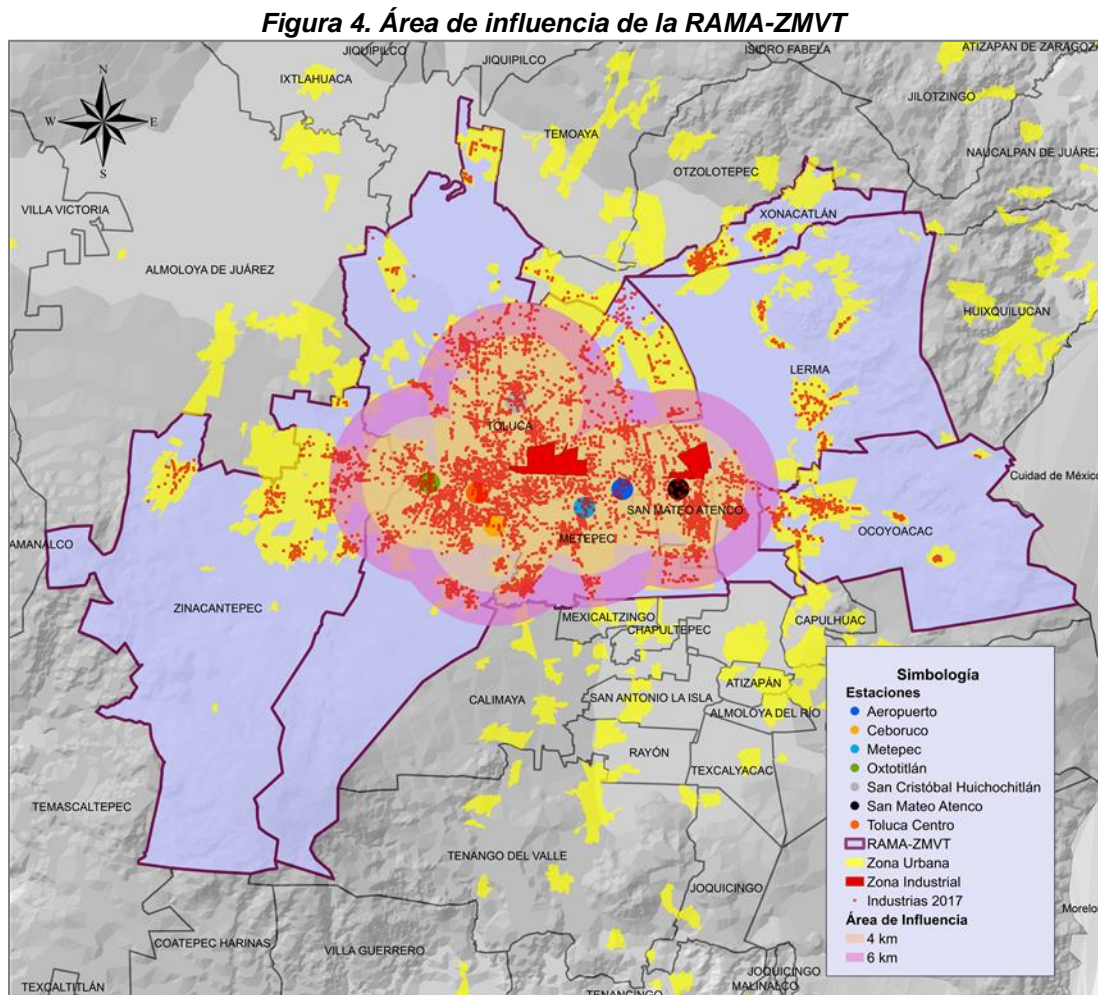 Figura 4. Área de influencia de la RAMA-ZMVT
JIQUIPILCO
JIQUIPILCO
ISIDRO FABELA
ATIZAPAN DE ZARAGOZA
IXTLAHUACA
N
W
E
S
JILOTZINGO
TEMOAYA
NAUCALPAN DE JUÁREZ
OTZOLOTEPEC
VILLA VICTORIA
XONACATLÁN
ALMOLOYA DE JUÁREZ
HUIXQUILUCAN
LERMA
TOLUCA
Cuidad de México
SAN MATEO ATENCO
OCOYOACAC
AMANALCO
METEPEC
ZINACANTEPEC
MEXICALTZINGO
CHAPULTEPEC
CAPULHUAC
ATIZAPÁN
CALIMAYA
SAN ANTONIO LA ISLA
ALMOLOYA DEL RÍO
RAYÓN
TEXCALYACAC
TEMASCALTEPEC
TENANGO DEL VALLE
JOQUICINGO
Morelos
COATEPEC HARINAS
VILLA GUERRERO
TEXCALTITLÁN
JOQUICINGO
MALINALCO
TENANCINGO
Simbología
Estaciones
Aeropuerto
Ceboruco
Metepec
Oxtotitlán
San Cristóbal Huichochitlán
San Mateo Atenco
Toluca Centro
RAMA-ZMVT
Zona Urbana
Zona Industrial
Industrias 2017
Área de Influencia
4 km
6 km